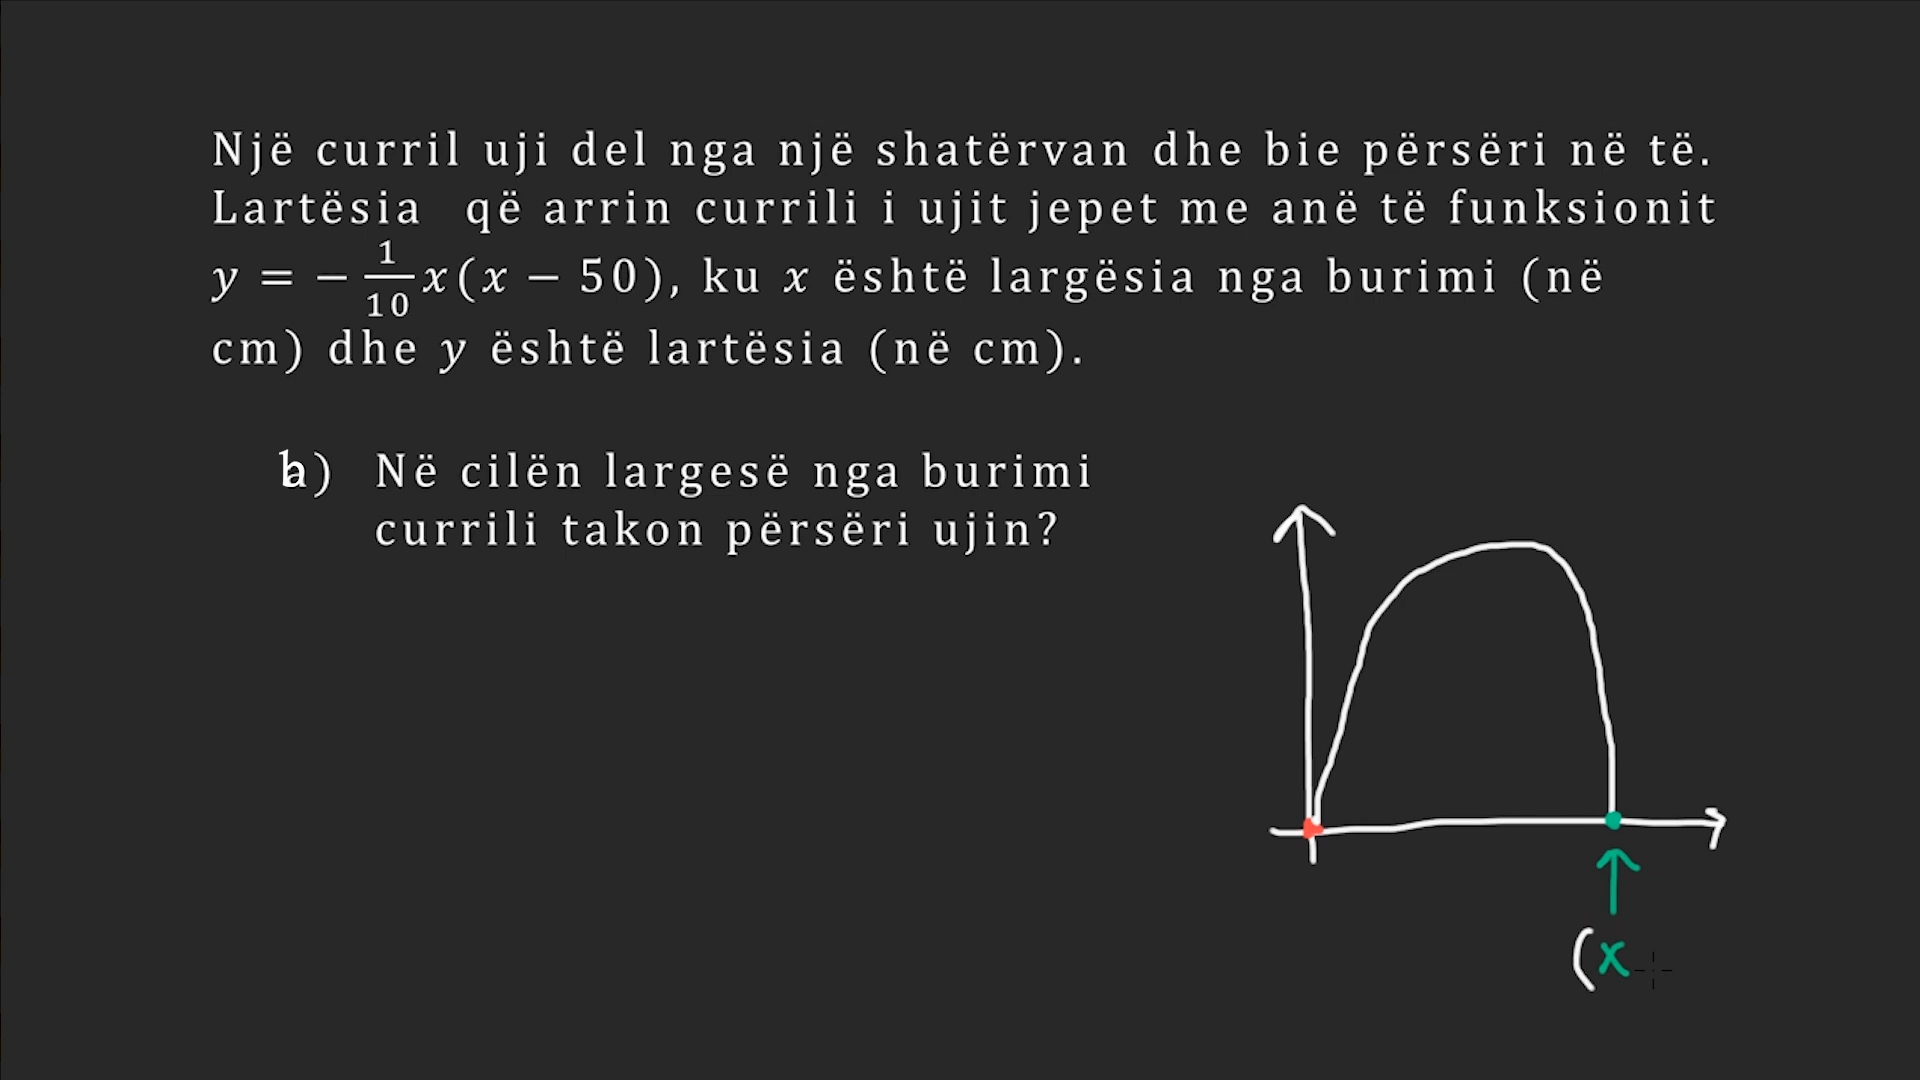 Një curril uji del nga një shatërvan dhe bie përsëri në të.
Lartësia që arrin currili i ujit jepet me anë të funksionit
y = − 1/10 x(x − 50), ku x është largësia nga burimi (në
cm) dhe y është lartësia (në cm).
Në cilën largesë nga burimi
currili takon përsëri ujin?
(x